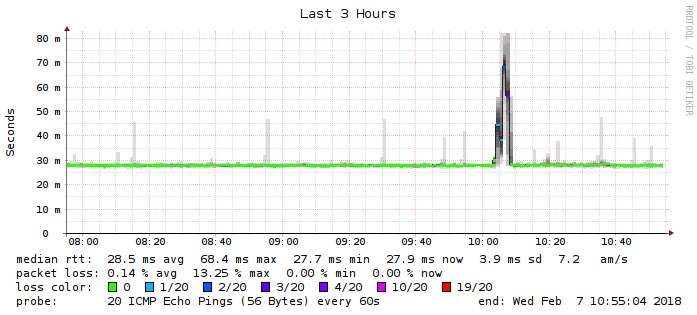 Last 3 Hours
RRDTOOL / TOBI OETIKER
Seconds
80 m
70 m
60 m
50 m
40 m
30 m
20 m
10 m
0
08:00 08:20 08:40 09:00 09:20 09:40 10:00 10:20 10:40
median rtt: 28.5 ms avg 68.4 ms max 27.7 ms min 27.9 ms now 3.9 ms sd 7.2 am/s
packet loss: 0.14 % avg 13.25 % max 0.00 % min 0.00 % now
loss color: 0 1/20 2/20 3/20 4/20 10/20 19/20
probe: 20 ICMP Echo Pings (56 Bytes) every 60s end: Wed Feb 7 10:55:04 2018